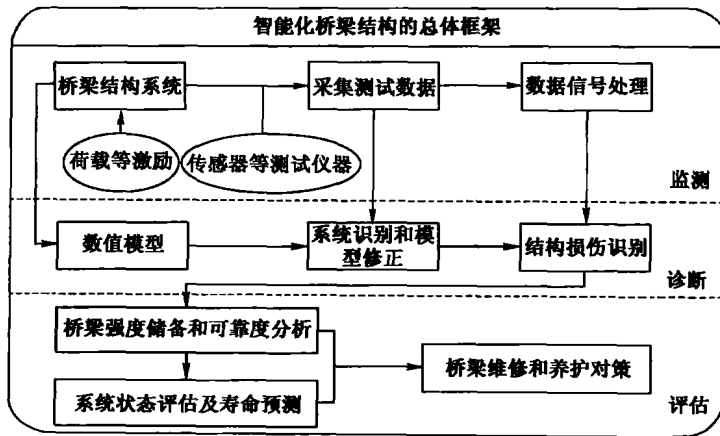 智能化桥梁结构的总体框架
桥梁结构系统
采集测试数据
数据信号处理
荷载等激励
传感器等测试仪器
监测
数值模型
系统识别和模
型修正
结构损伤识别
诊断
桥梁强度储备和可靠度分析
桥梁维修和养护对策
系统状态评估及寿命预测
评估